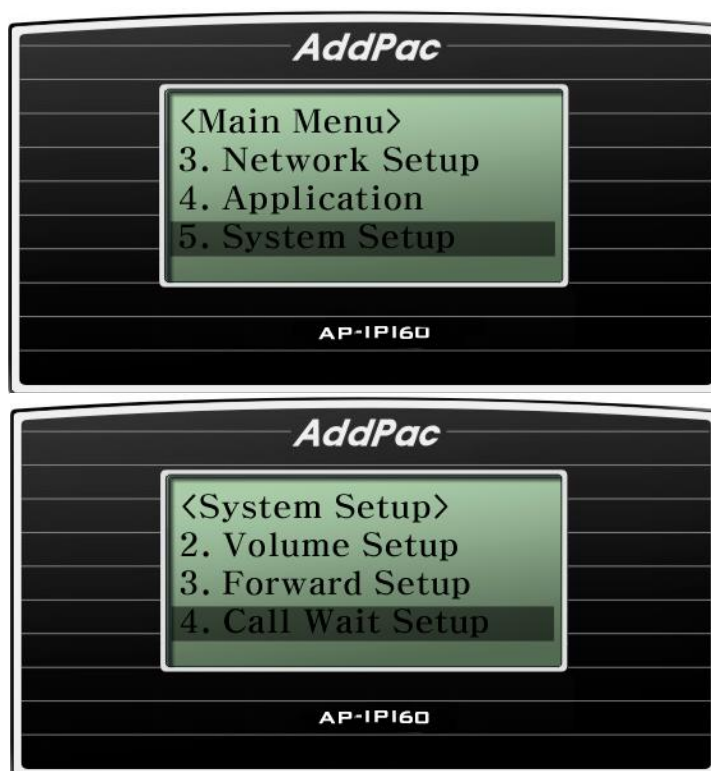 AddPac
<Main Menu>
3. Network Setup
4. Application
5. System Setup
AP-IP160
AddPac
<System Setup>
2. Volume Setup
3. Forward Setup
4. Call Wait Setup
AP-IP160